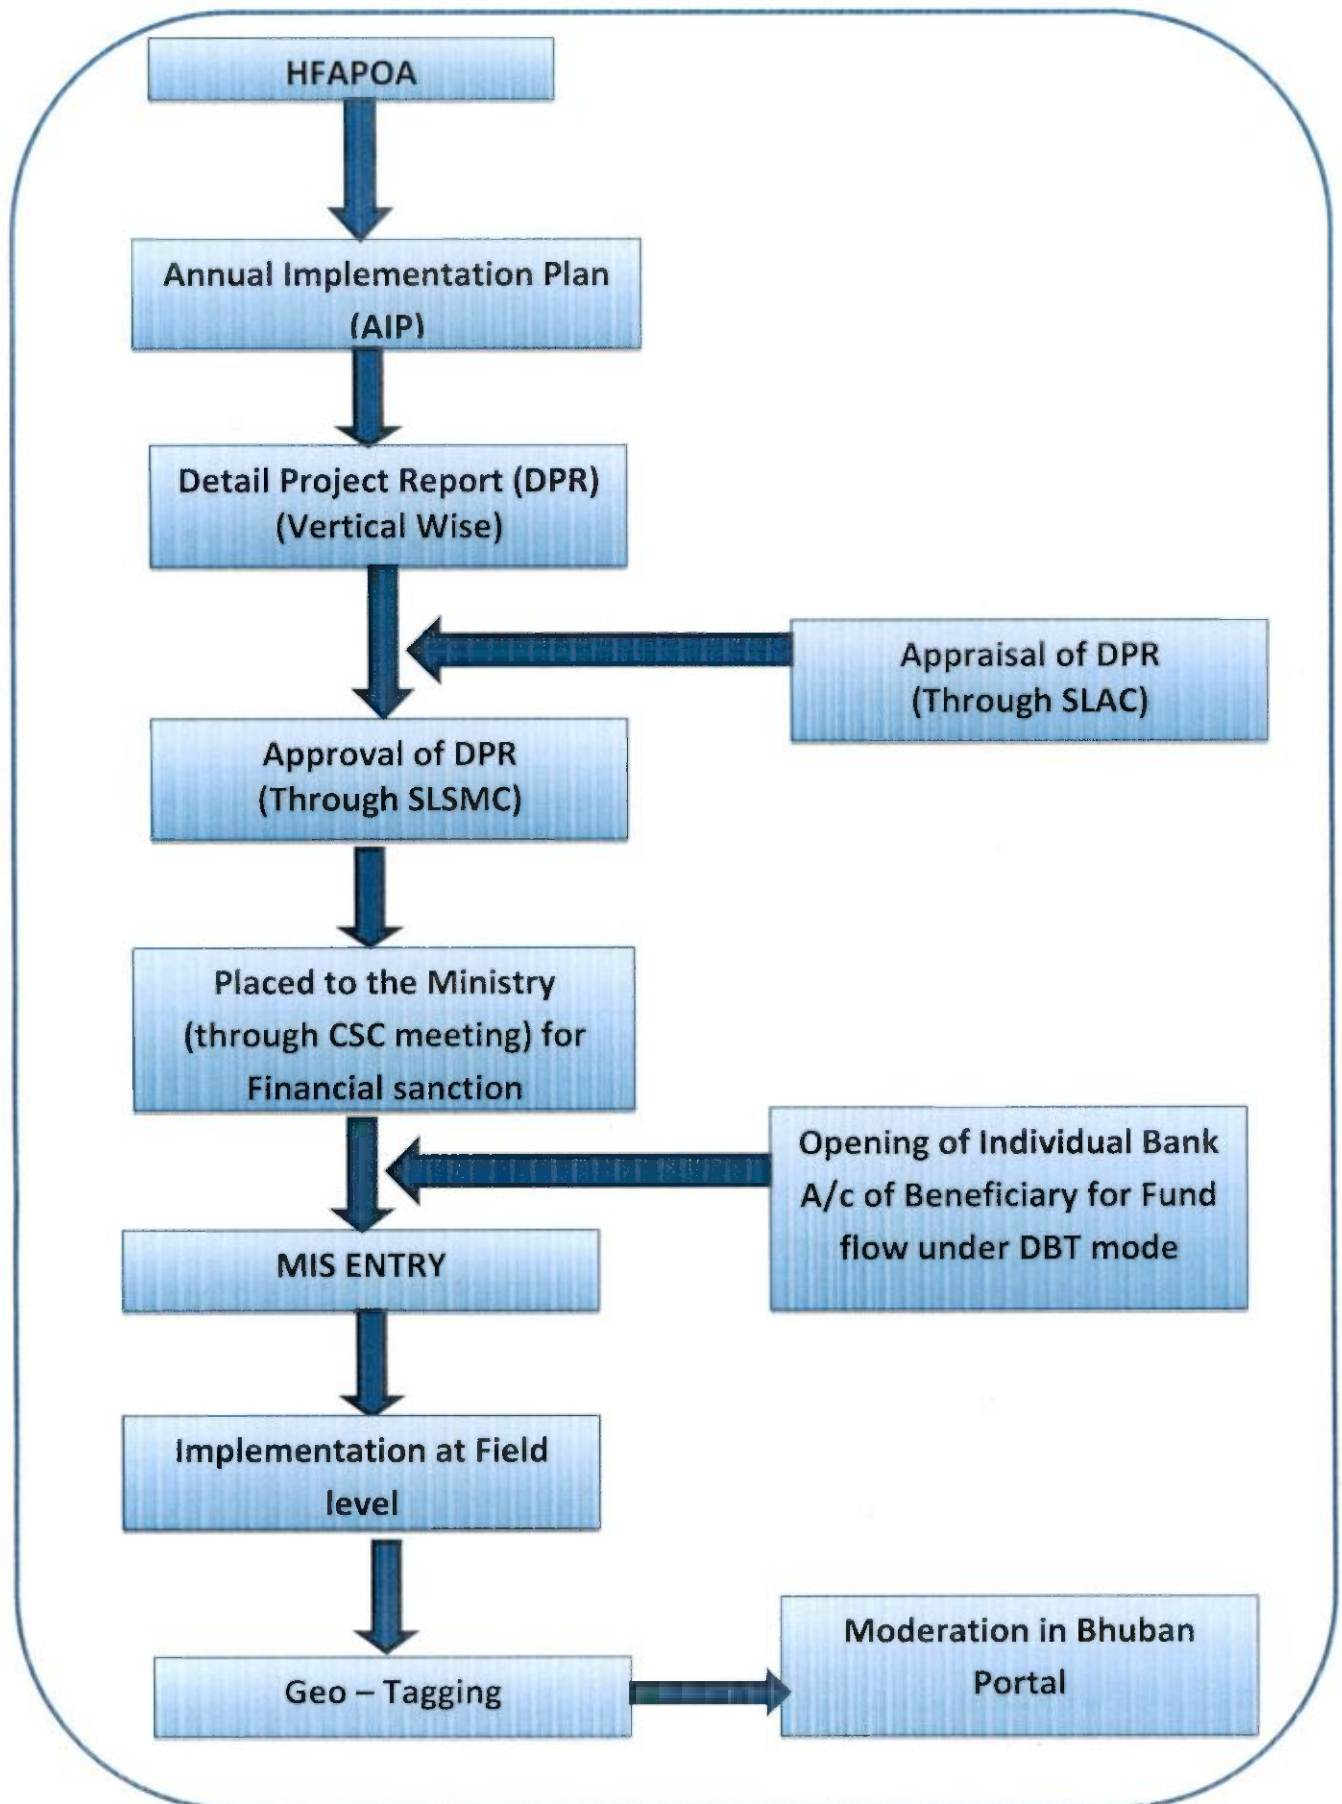 HFAPOA
Annual Implementation Plan
(AIP)
Detail Project Report (DPR)
(Vertical Wise)
Appraisal of DPR
(Through SLAC)
Approval of DPR
(Through SLSMC)
Placed to the Ministry
(through CSC meeting) for
Financial sanction
Opening of Individual Bank
A/c of Beneficiary for Fund
flow under DBT mode
MIS ENTRY
Implementation at Field
level
Geo – Tagging
Moderation in Bhuban
Portal